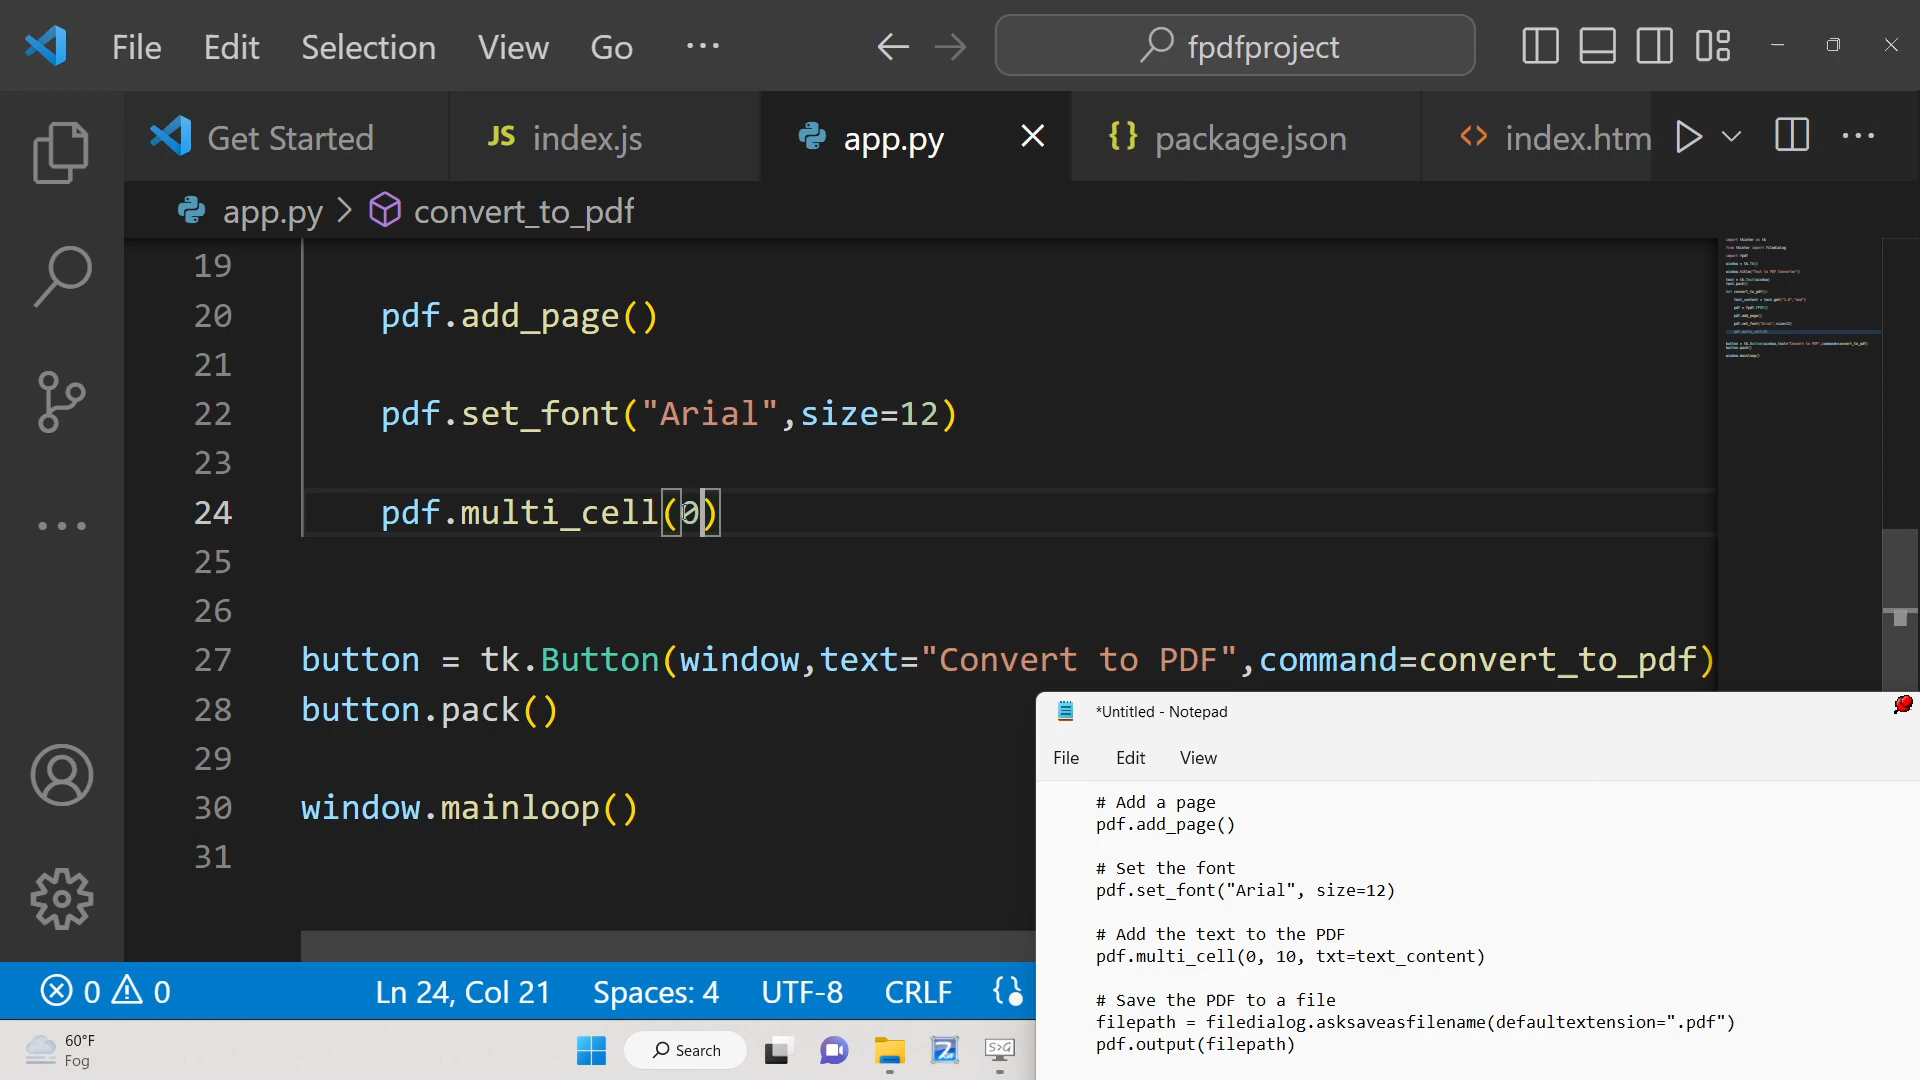 File Edit Selection View Go ··· fpdfproject
Get Started JS index.js app.py {} package.json <> index.htm
app.py > convert_to_pdf
19
20 pdf.add_page()
21
22 pdf.set_font("Arial",size=12)
23
24 pdf.multi_cell(0)
25
26
27 button = tk.Button(window,text="Convert to PDF",command=convert_to_pdf)
28 button.pack()
29
30 window.mainloop()
31
*Untitled - Notepad
File Edit View
# Add a page
pdf.add_page()
# Set the font
pdf.set_font("Arial", size=12)
# Add the text to the PDF
pdf.multi_cell(0, 10, txt=text_content)
# Save the PDF to a file
filepath = filedialog.asksaveasfilename(defaultextension=".pdf")
pdf.output(filepath)
0 0 Ln 24, Col 21 Spaces: 4 UTF-8 CRLF {}
60°F
Fog
Search
S>G